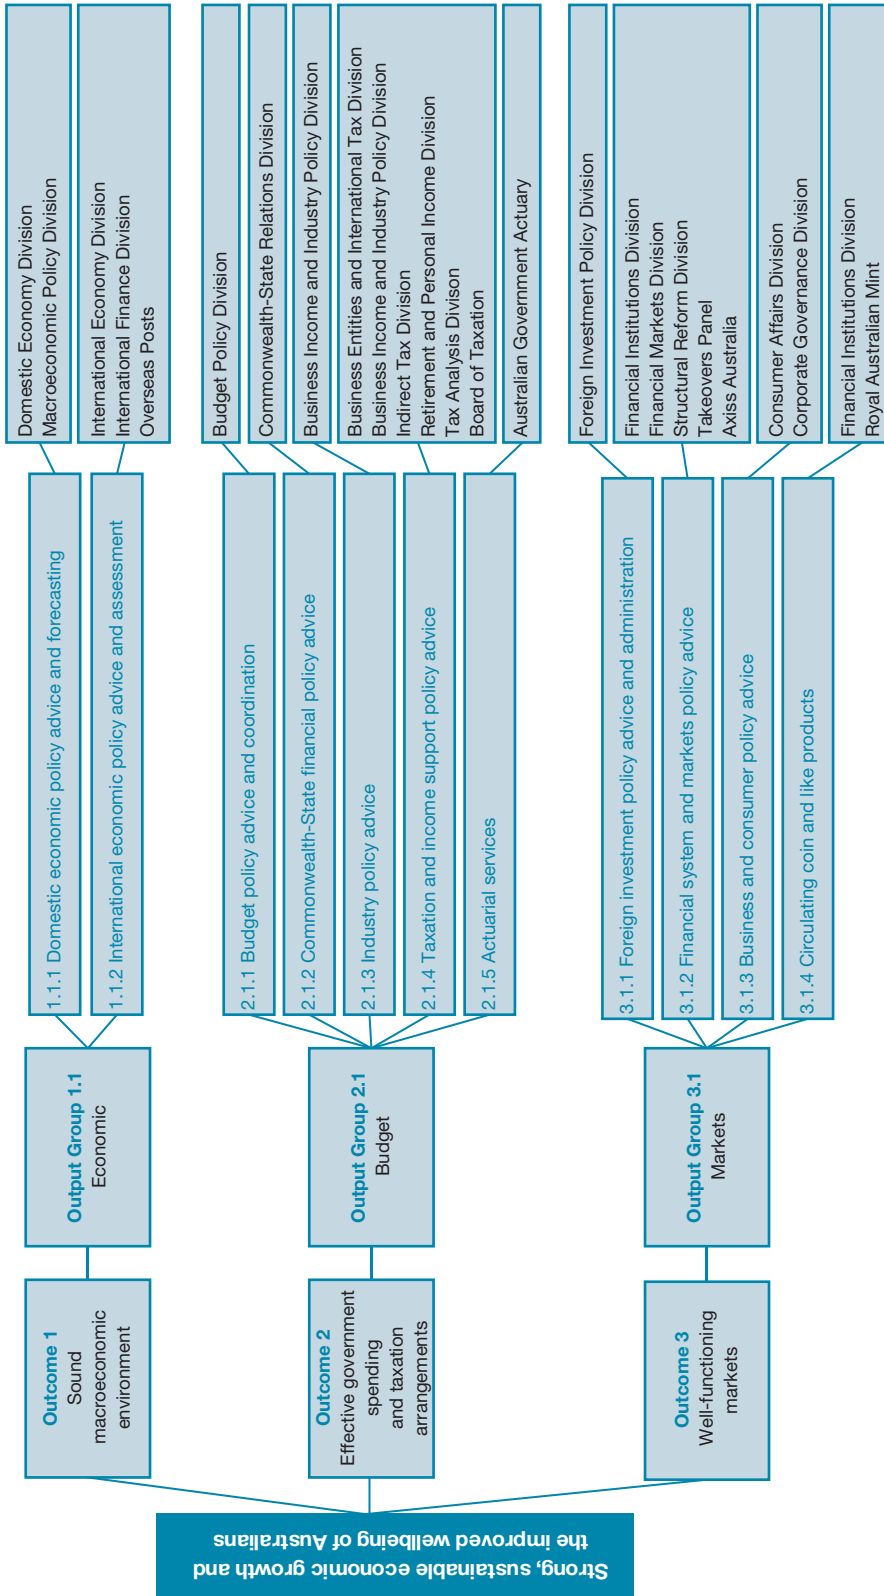 Strong, sustainable economic growth and
the improved wellbeing of Australians
Outcome 1
Sound
macroeconomic
environment
Output Group 1.1
Economic
1.1.1 Domestic economic policy advice and forecasting
Domestic Economy Division
Macroeconomic Policy Division
1.1.2 International economic policy advice and assessment
International Economy Division
International Finance Division
Overseas Posts
Outcome 2
Effective government
spending
and taxation
arrangements
Output Group 2.1
Budget
2.1.1 Budget policy advice and coordination
Budget Policy Division
2.1.2 Commonwealth-State financial policy advice
Commonwealth-State Relations Division
2.1.3 Industry policy advice
Business Income and Industry Policy Division
2.1.4 Taxation and income support policy advice
Business Entities and International Tax Division
Business Income and Industry Policy Division
Indirect Tax Division
Retirement and Personal Income Division
Tax Analysis Divison
Board of Taxation
2.1.5 Actuarial services
Australian Government Actuary
Outcome 3
Well-functioning
markets
Output Group 3.1
Markets
3.1.1 Foreign investment policy advice and administration
Foreign Investment Policy Division
3.1.2 Financial system and markets policy advice
Financial Institutions Division
Financial Markets Division
Structural Reform Division
Takeovers Panel
Axiss Australia
3.1.3 Business and consumer policy advice
Consumer Affairs Division
Corporate Governance Division
3.1.4 Circulating coin and like products
Financial Institutions Division
Royal Australian Mint